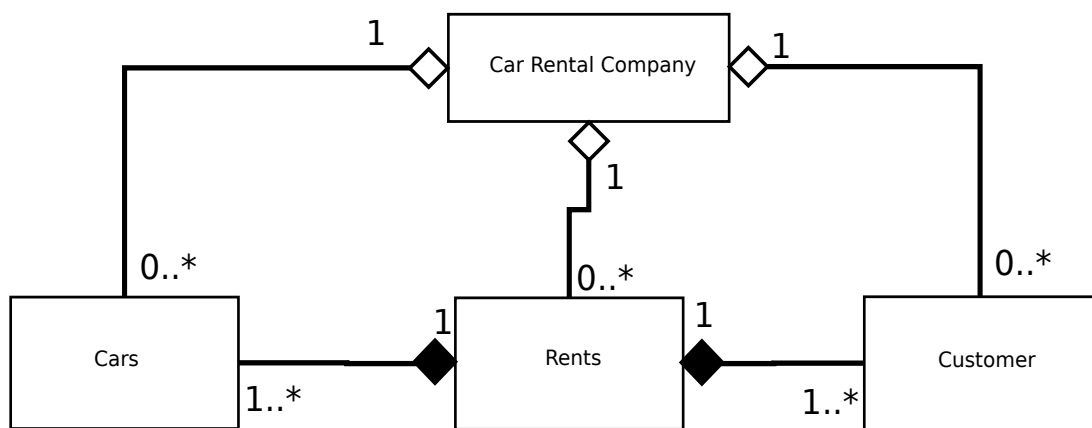 1
Car Rental Company
1
1
0..*
0..*
0..*
1
1
Cars
Rents
Customer
1..*
1..*